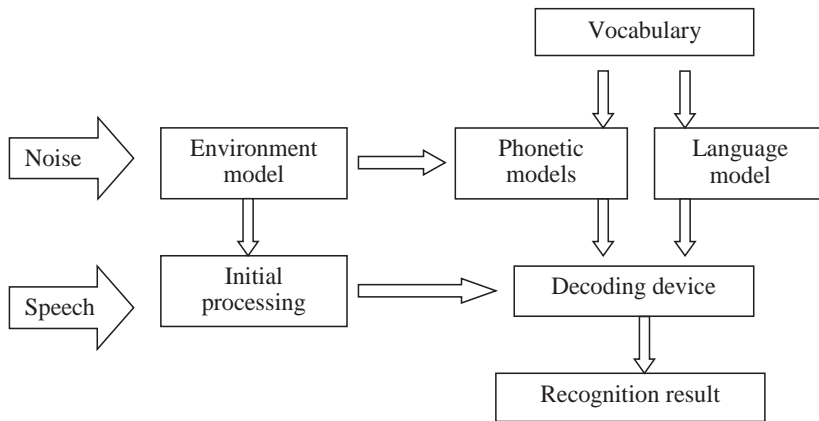 Vocabulary
Noise
Environment
model
Phonetic
models
Language
model
Speech
Initial
processing
Decoding device
Recognition result